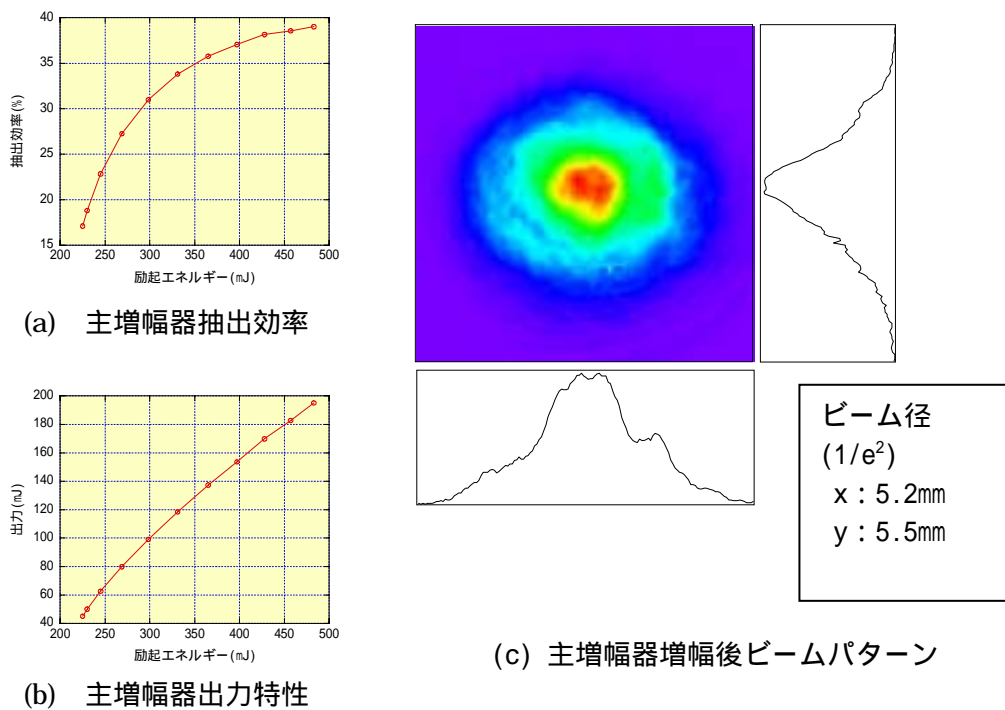 40
35
30
25
20
15
抽出効率(%)
200 250 300 350 400 450 500
励起エネルギー(mJ)
(a) 主増幅器抽出効率
200
180
160
140
120
100
80
60
40
出力(mJ)
200 250 300 350 400 450 500
励起エネルギー(mJ)
(b) 主増幅器出力特性
ビーム径
(1/e²)
x：5.2mm
y：5.5mm
(c) 主増幅器増幅後ビームパターン